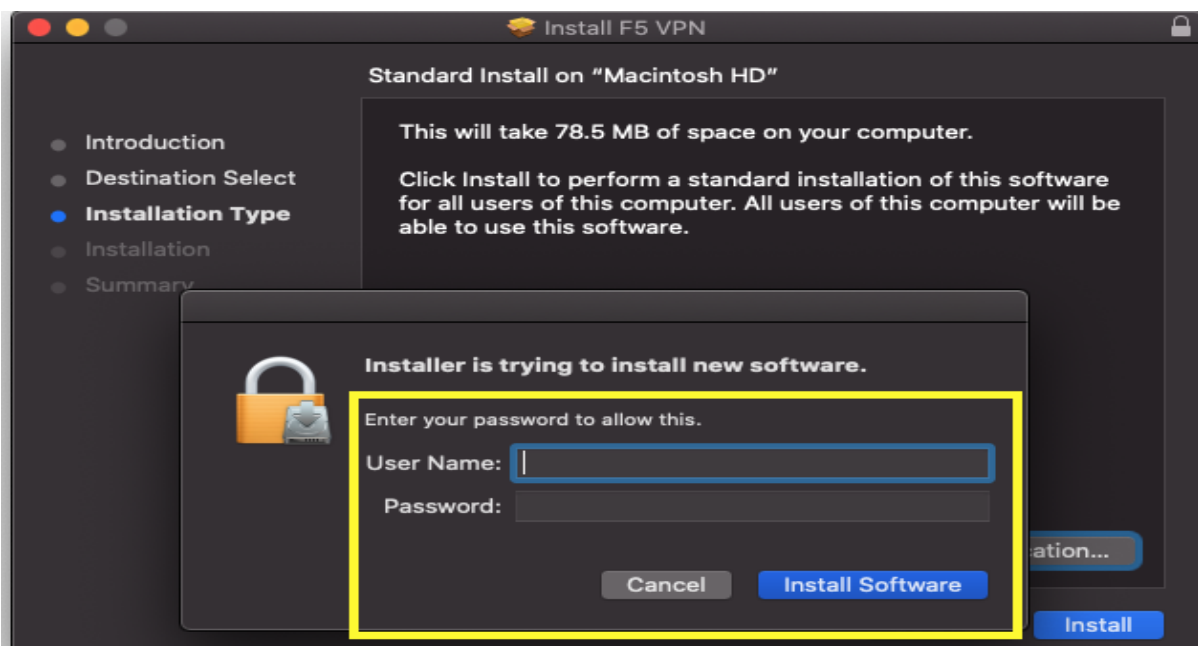 Install F5 VPN
Standard Install on “Macintosh HD”
Introduction
Destination Select
Installation Type
Installation
Summary
This will take 78.5 MB of space on your computer.
Click Install to perform a standard installation of this software
for all users of this computer. All users of this computer will be
able to use this software.
Installer is trying to install new software.
Enter your password to allow this.
User Name:
Password:
Cancel
Install Software
Install